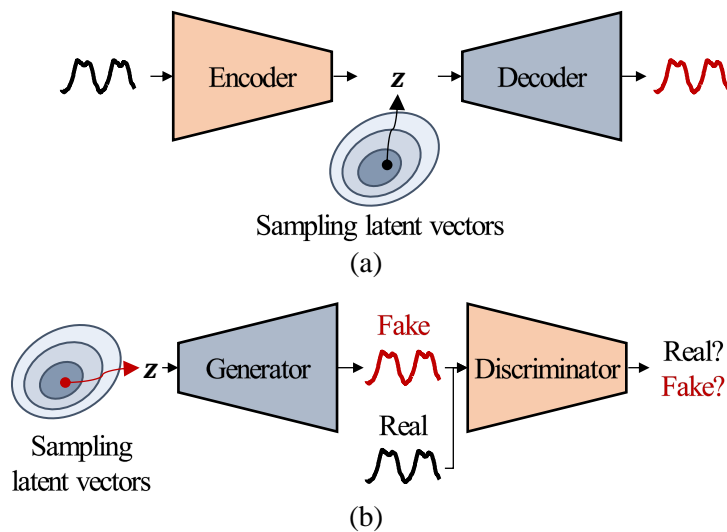 Encoder
z
Decoder
Sampling latent vectors
(a)
Fake
Real?
z
Generator
Discriminator
Fake?
Real
Sampling
latent vectors
(b)